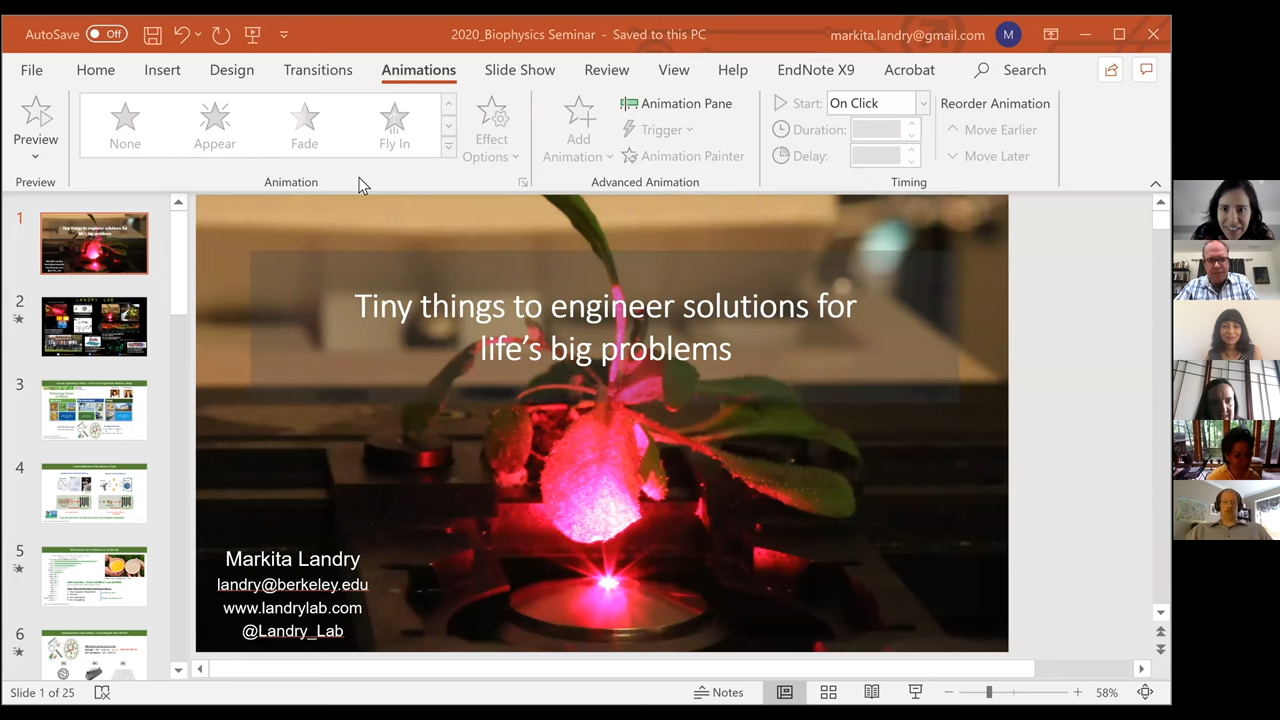 AutoSave Off
2020_Biophysics Seminar - Saved to this PC
markita.landry@gmail.com M
File Home Insert Design Transitions Animations Slide Show Review View Help EndNote X9 Acrobat Search
Preview
None Appear Fade Fly In
Effect
Options
Add
Animation
Animation Pane
Trigger
Animation Painter
Start: On Click
Duration:
Delay:
Reorder Animation
Move Earlier
Move Later
Preview Animation Advanced Animation Timing
1
2
LANDRY LAB
3
4
5
6
Tiny things to engineer solutions for
life's big problems
Markita Landry
landry@berkeley.edu
www.landrylab.com
@Landry_Lab
Slide 1 of 25
Notes
58%